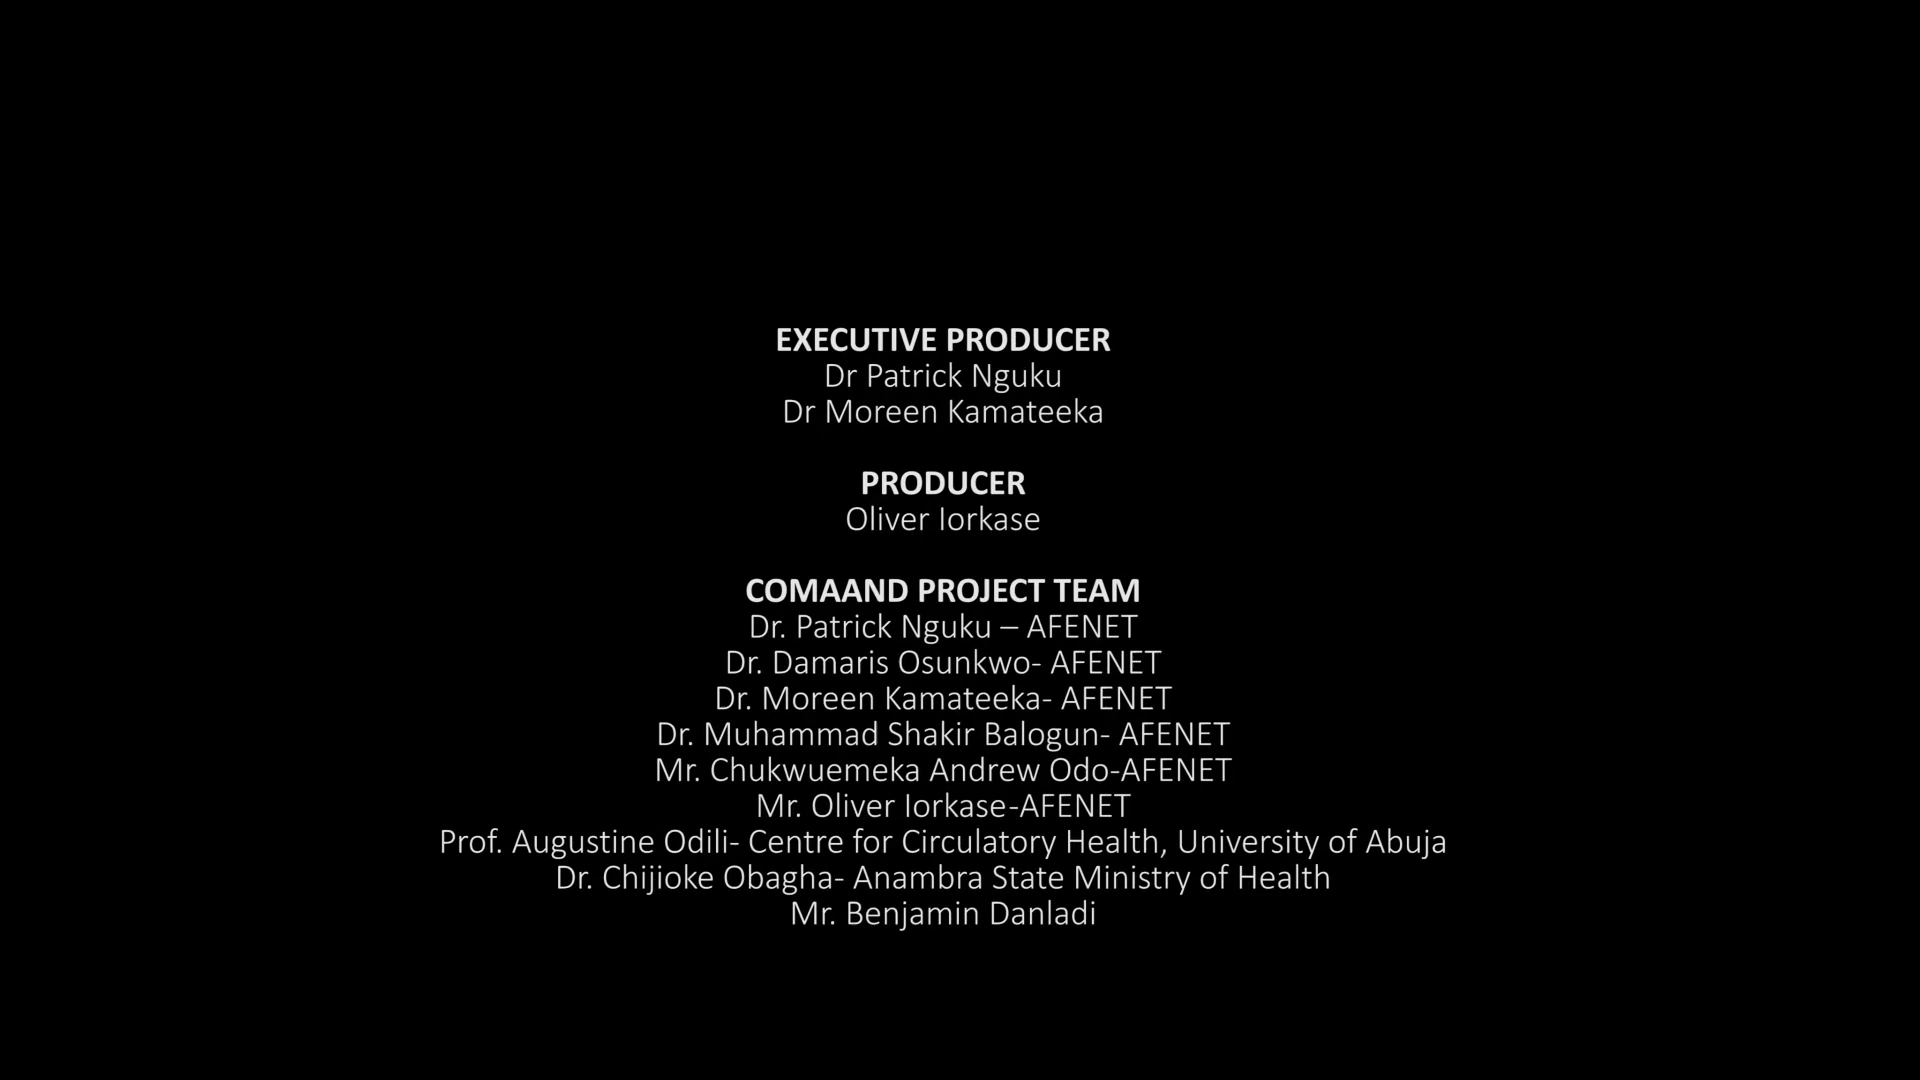 EXECUTIVE PRODUCER
Dr Patrick Nguku
Dr Moreen Kamateeka
PRODUCER
Oliver Iorkase
COMAAND PROJECT TEAM
Dr. Patrick Nguku – AFENET
Dr. Damaris Osunkwo- AFENET
Dr. Moreen Kamateeka- AFENET
Dr. Muhammad Shakir Balogun- AFENET
Mr. Chukwuemeka Andrew Odo-AFENET
Mr. Oliver Iorkase-AFENET
Prof. Augustine Odili- Centre for Circulatory Health, University of Abuja
Dr. Chijioke Obagha- Anambra State Ministry of Health
Mr. Benjamin Danladi